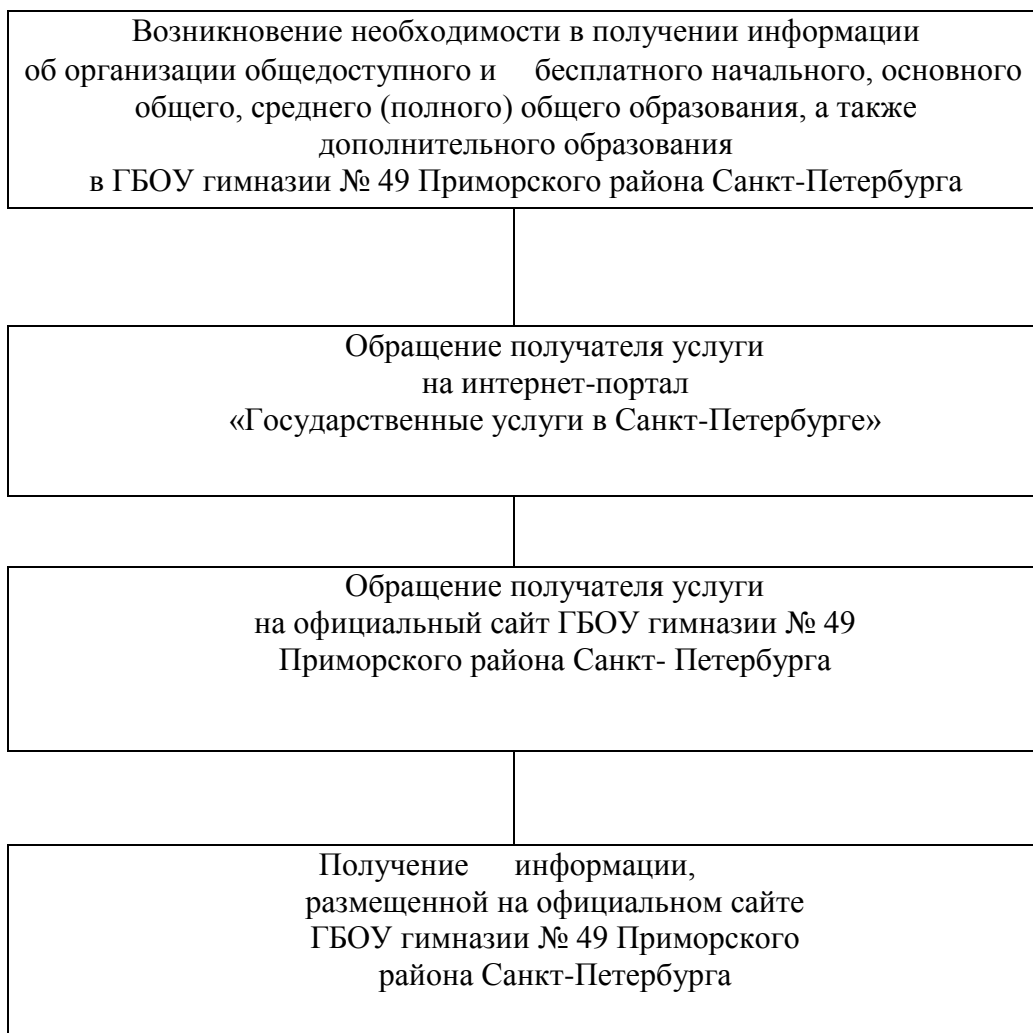 Возникновение необходимости в получении информации
об организации общедоступного и бесплатного начального, основного
общего, среднего (полного) общего образования, а также
дополнительного образования
в ГБОУ гимназии № 49 Приморского района Санкт-Петербурга
Обращение получателя услуги
на интернет-портал
«Государственные услуги в Санкт-Петербурге»
Обращение получателя услуги
на официальный сайт ГБОУ гимназии № 49
Приморского района Санкт- Петербурга
Получение информации,
размещенной на официальном сайте
ГБОУ гимназии № 49 Приморского
района Санкт-Петербурга